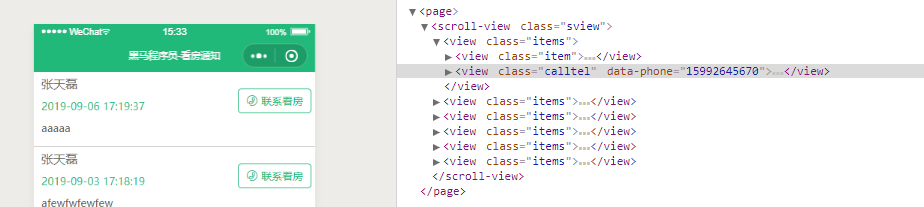 ●●●●● WeChat 15:33 100%
黑马程序员-看房通知
张天磊
2019-09-06 17:19:37
联系看房
aaaaa
张天磊
2019-09-03 17:18:19
联系看房
afewfwfewfew
▼<page>
▼<scroll-view class="sview">
▼<view class="items">
▶<view class="item">…</view>
▶<view class="calltel" data-phone="15992645670">…</view>
</view>
▶<view class="items">…</view>
▶<view class="items">…</view>
▶<view class="items">…</view>
▶<view class="items">…</view>
▶<view class="items">…</view>
</scroll-view>
</page>